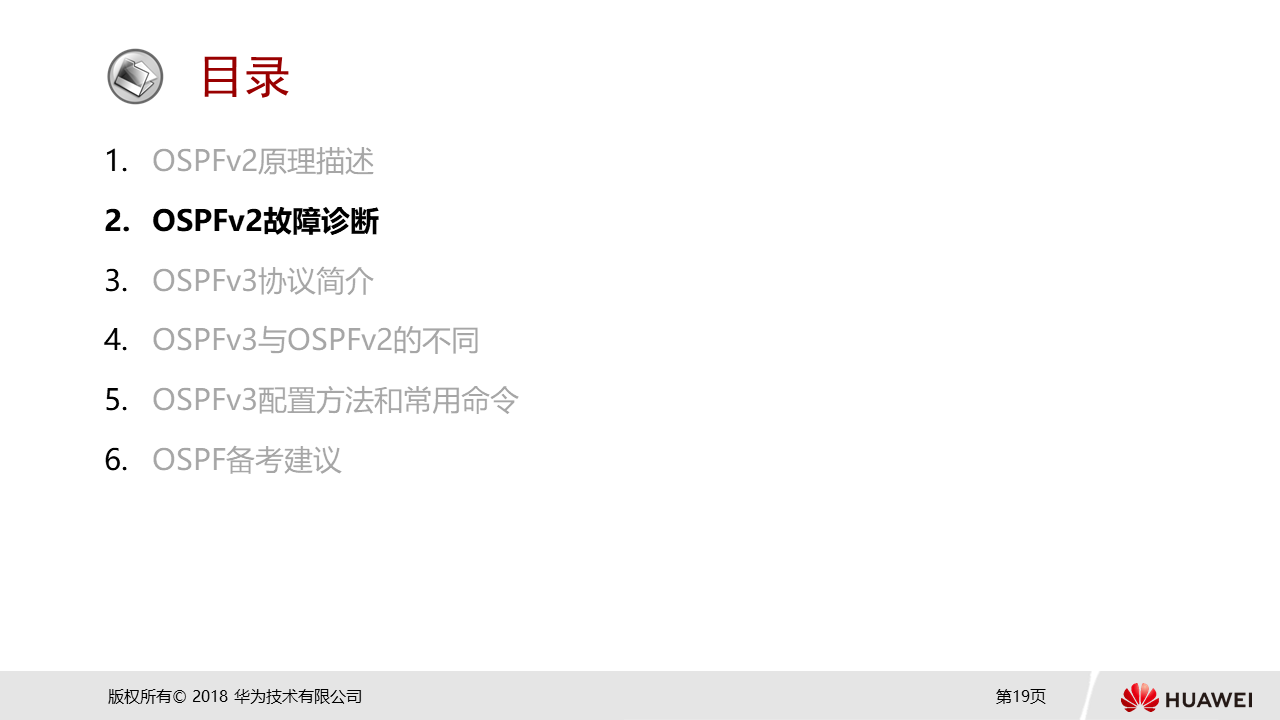 目录
1. OSPFv2原理描述
2. OSPFv2故障诊断
3. OSPFv3协议简介
4. OSPFv3与OSPFv2的不同
5. OSPFv3配置方法和常用命令
6. OSPF备考建议
版权所有© 2018 华为技术有限公司
第19页
HUAWEI